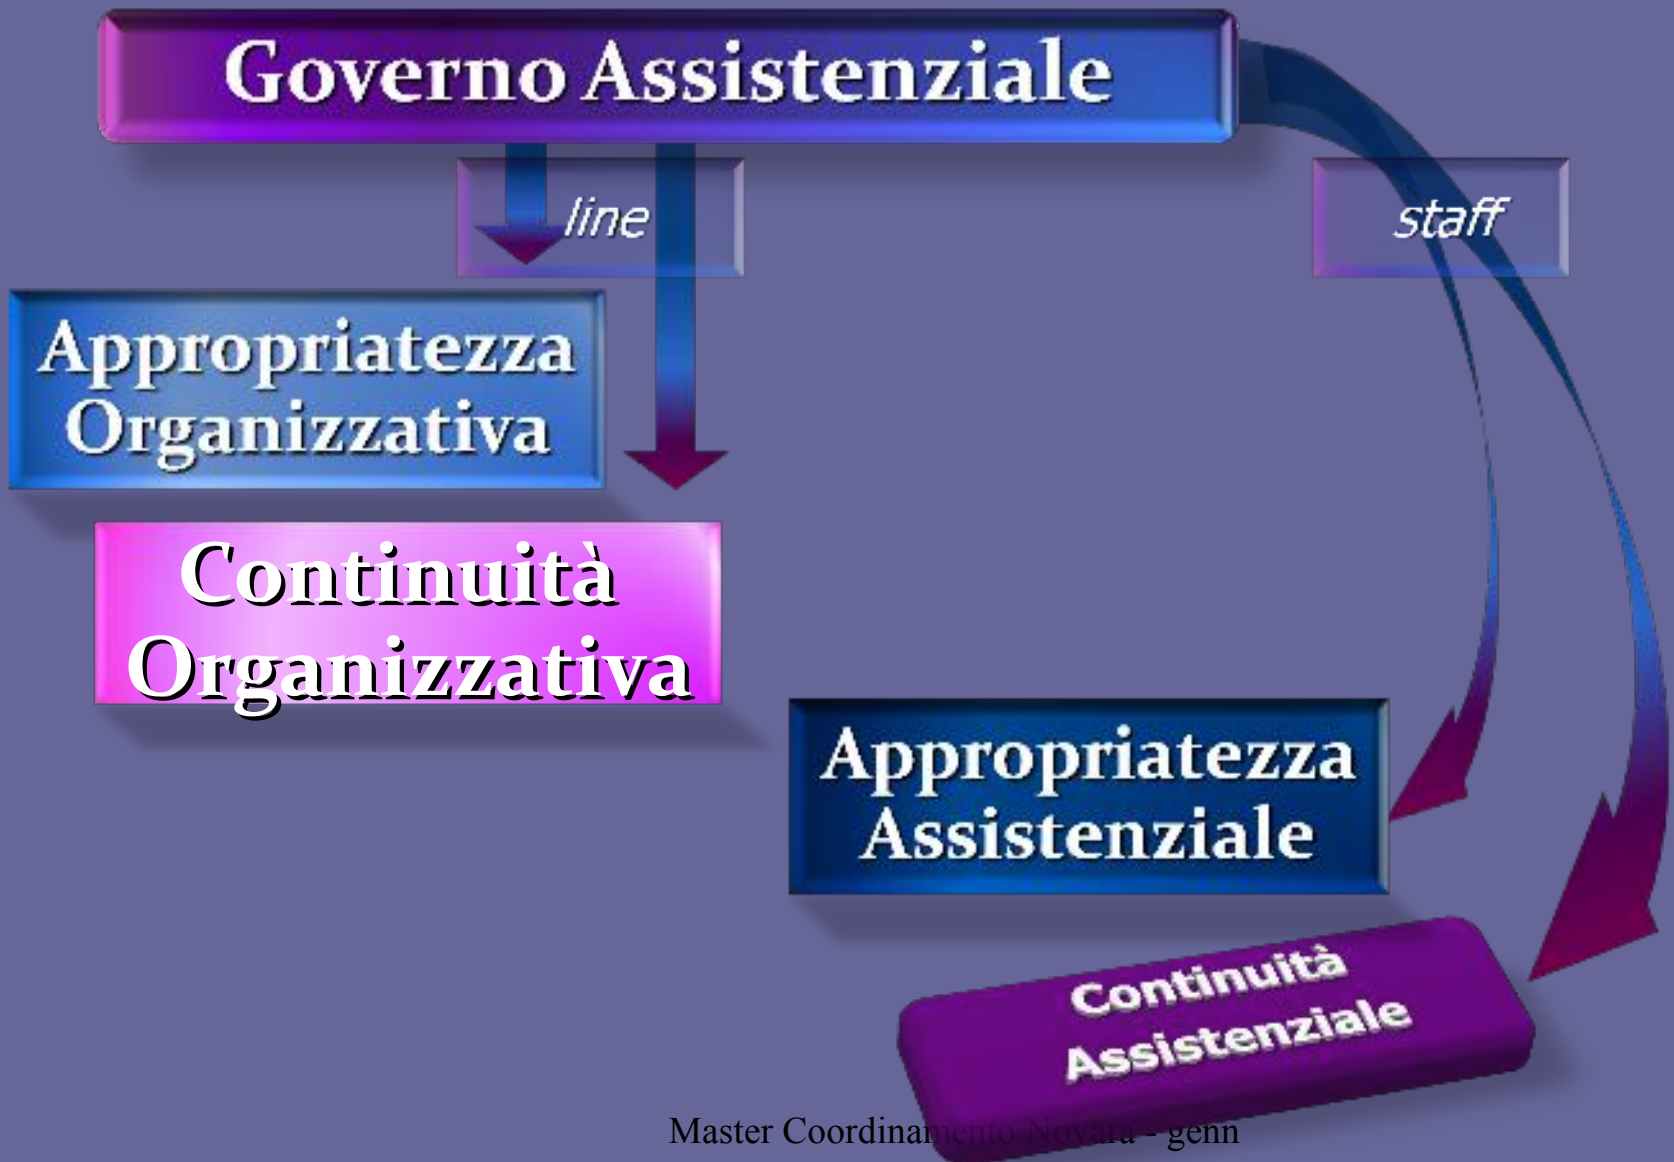 Governo Assistenziale
line
staff
Appropriatezza
Organizzativa
Continuità
Organizzativa
Appropriatezza
Assistenziale
Continuità
Assistenziale
Master Coordinamento Novara - genn